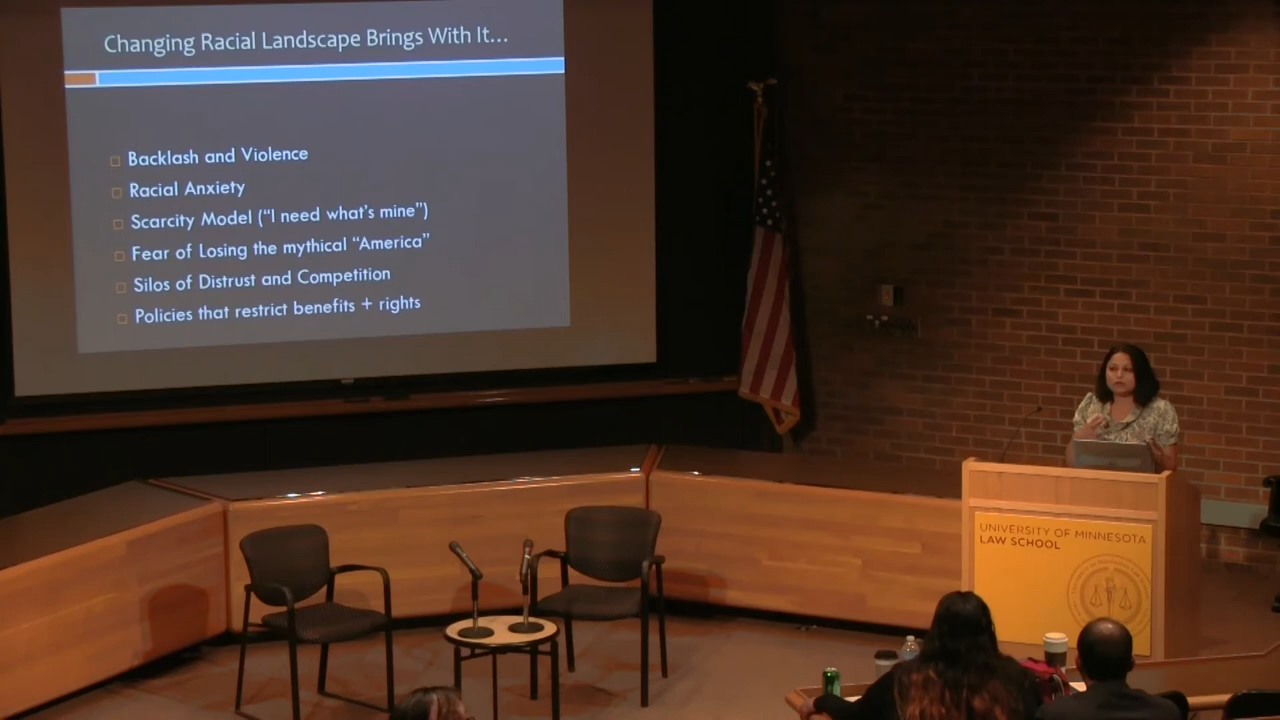 Changing Racial Landscape Brings With It...
Backlash and Violence
Racial Anxiety
Scarcity Model (“I need what’s mine”)
Fear of Losing the mythical “America”
Silos of Distrust and Competition
Policies that restrict benefits + rights
UNIVERSITY OF MINNESOTA
LAW SCHOOL